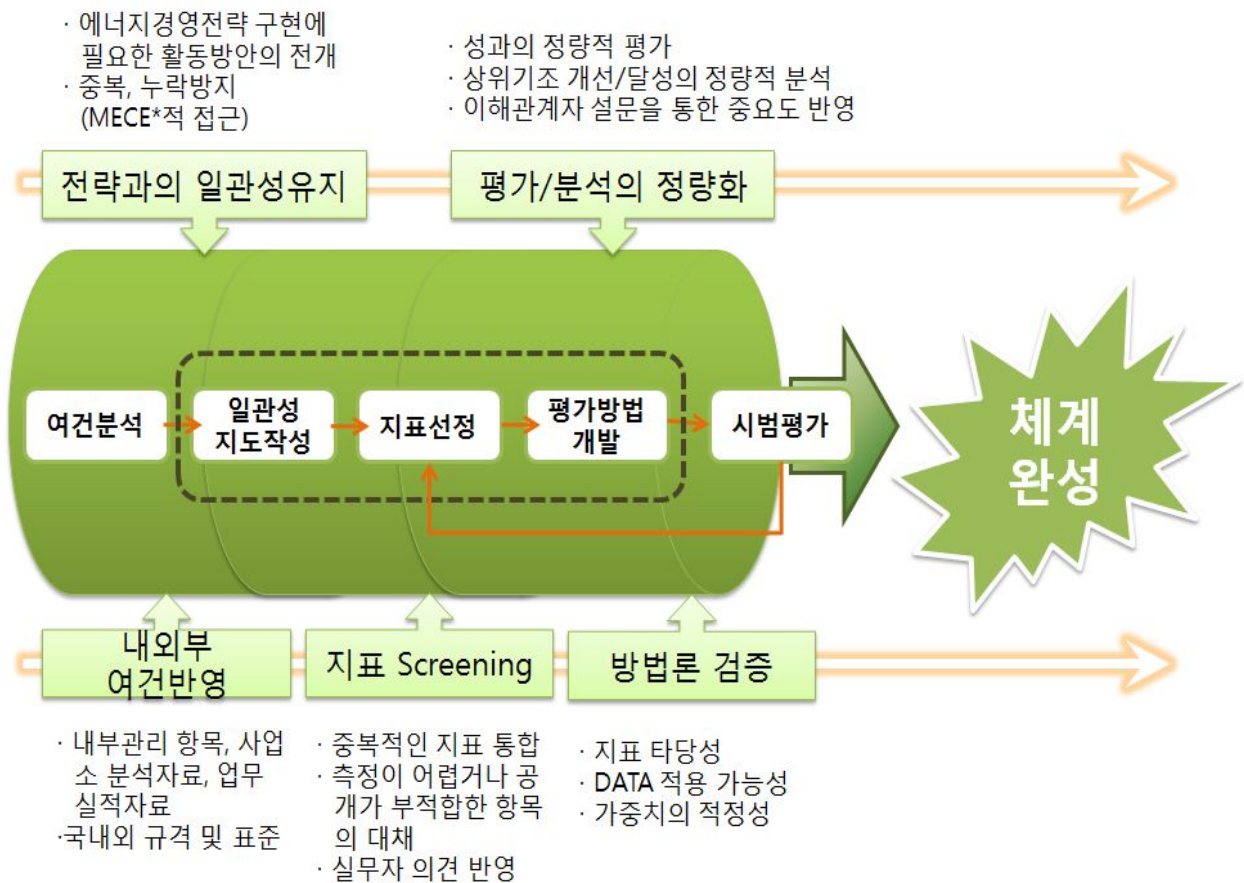 · 에너지경영전략 구현에
필요한 활동방안의 전개
· 중복, 누락방지
(MECE*적 접근)
· 성과의 정량적 평가
· 상위기조 개선/달성의 정량적 분석
· 이해관계자 설문을 통한 중요도 반영
전략과의 일관성유지
평가/분석의 정량화
여건분석
일관성
지도작성
지표선정
평가방법
개발
시범평가
체계
완성
내외부
여건반영
지표 Screening
방법론 검증
· 내부관리 항목, 사업
소 분석자료, 업무
실적자료
·국내외 규격 및 표준
· 중복적인 지표 통합
· 측정이 어렵거나 공
개가 부적합한 항목
의 대채
· 실무자 의견 반영
· 지표 타당성
· DATA 적용 가능성
· 가중치의 적정성